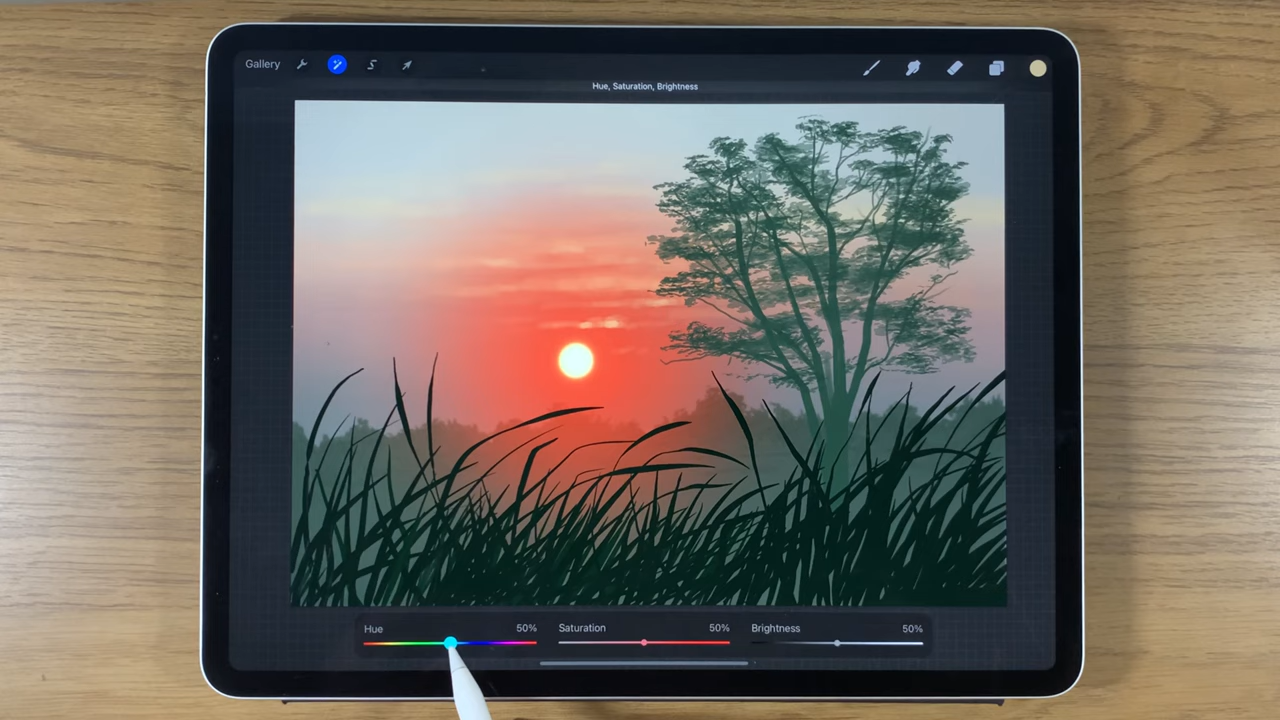 Gallery
Hue, Saturation, Brightness
Hue 50% Saturation 50% Brightness 50%